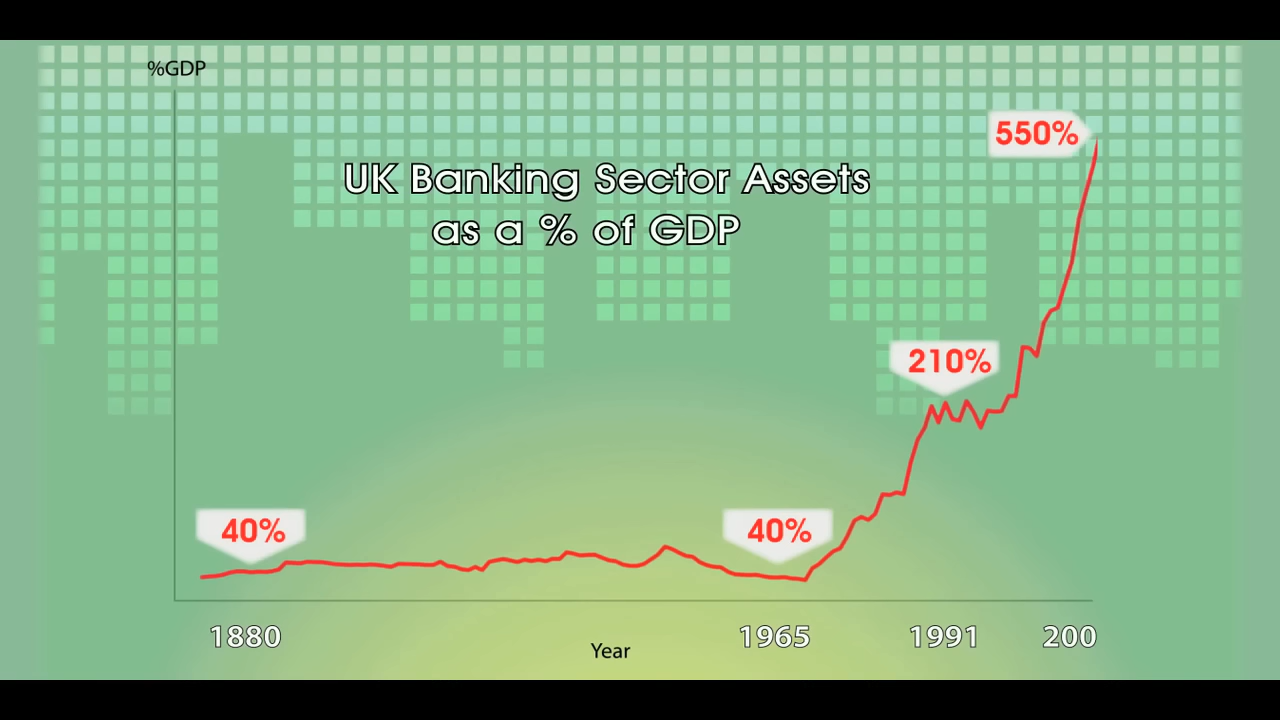 %GDP
550%
UK Banking Sector Assets
as a % of GDP
210%
40%
40%
1880
1965
1991
200
Year